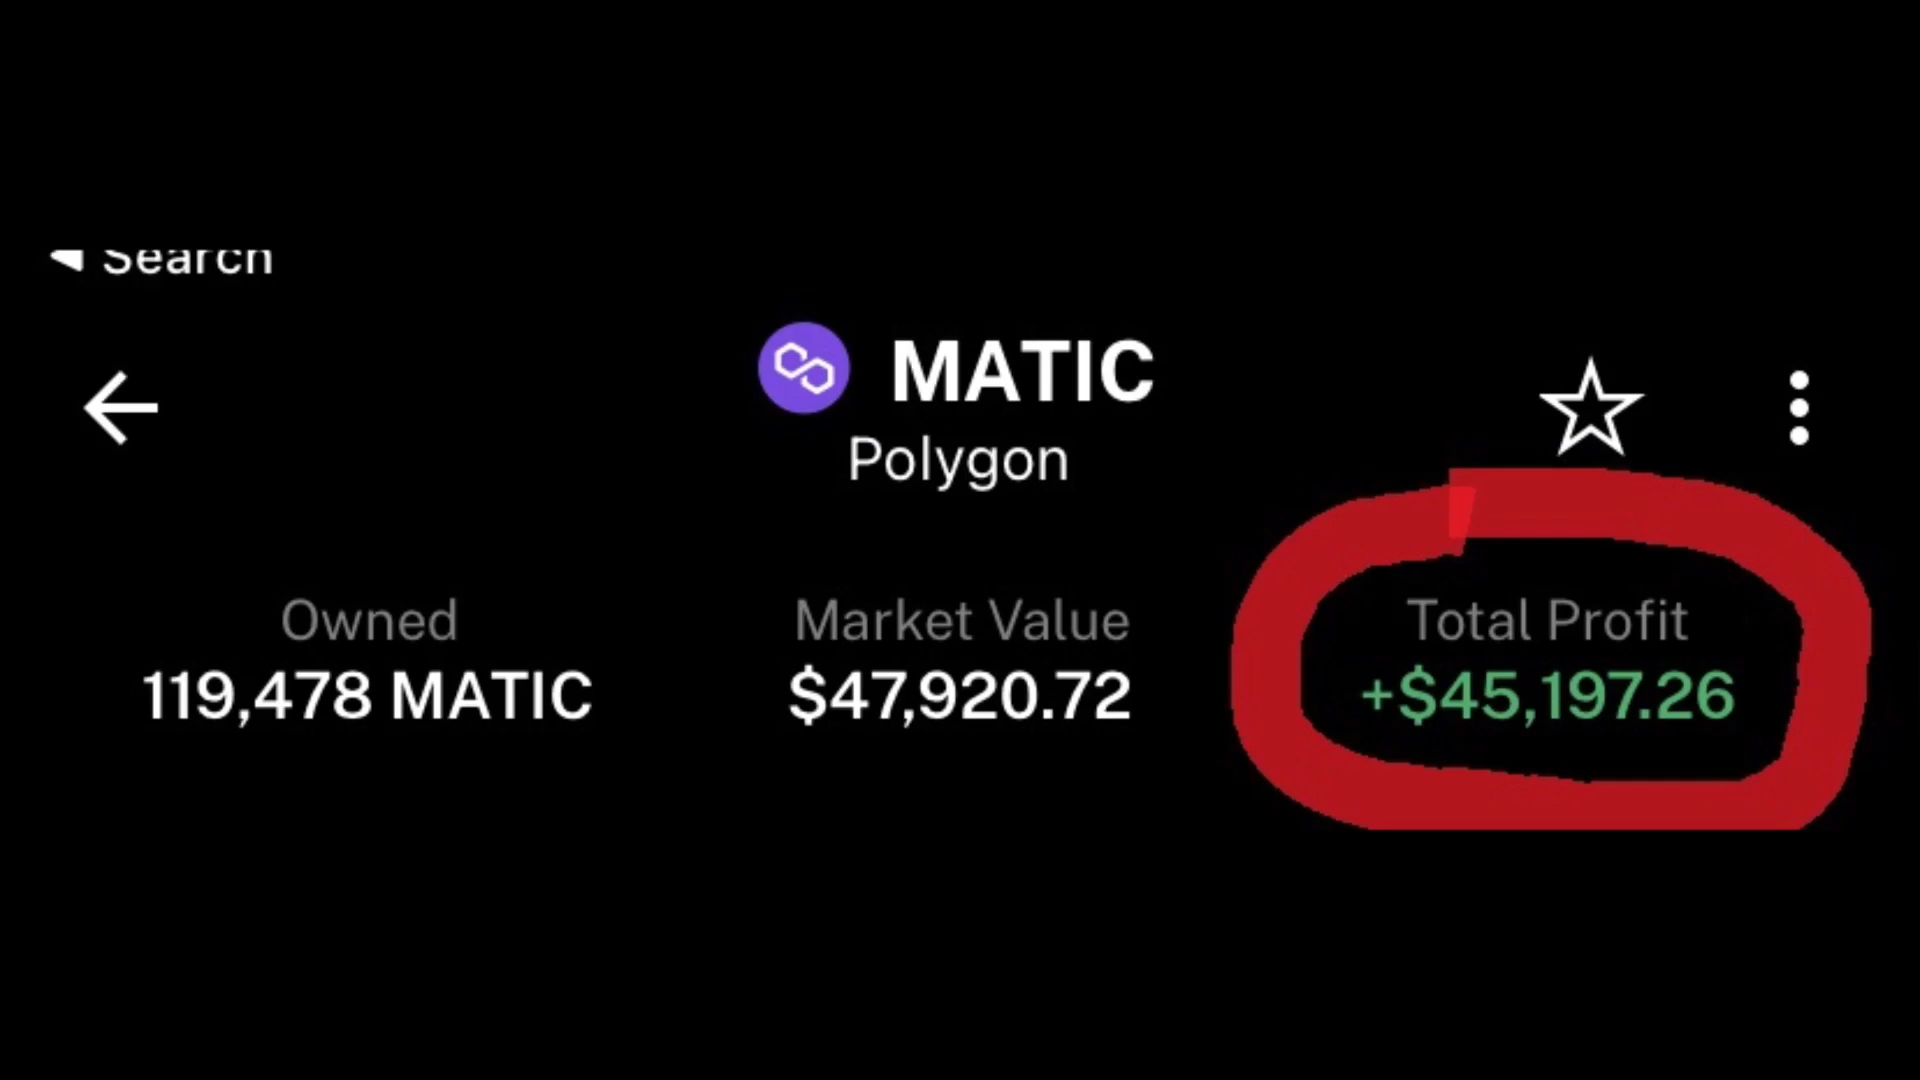 Search
MATIC
Polygon
Owned
119,478 MATIC
Market Value
$47,920.72
Total Profit
+$45,197.26